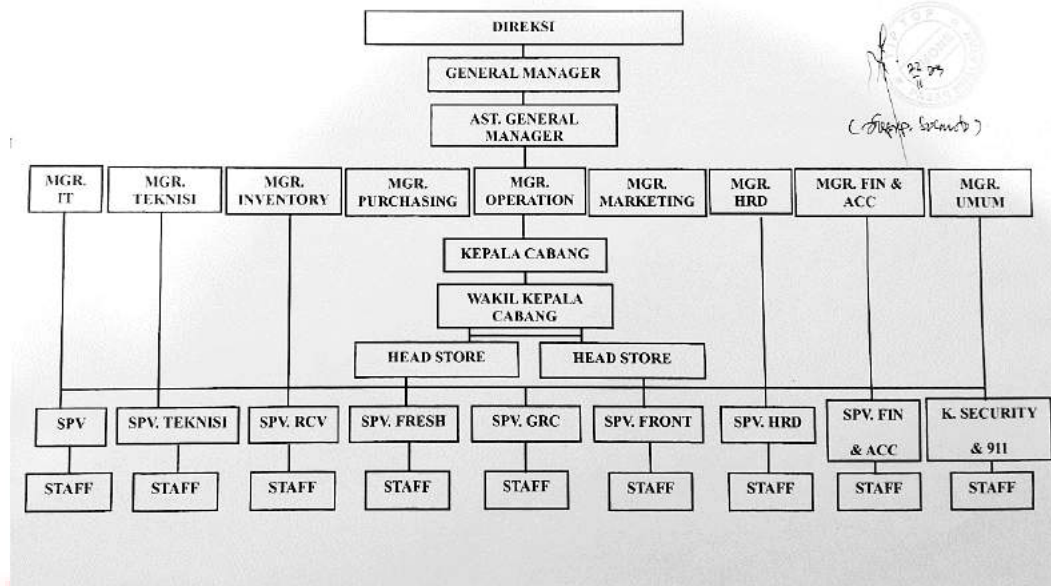 DIREKSI
GENERAL MANAGER
AST. GENERAL
MANAGER
MGR.
IT
MGR.
TEKNISI
MGR.
INVENTORY
MGR.
PURCHASING
MGR.
OPERATION
MGR.
MARKETING
MGR.
HRD
MGR. FIN &
ACC
MGR.
UMUM
KEPALA CABANG
WAKIL KEPALA
CABANG
HEAD STORE
HEAD STORE
SPV
SPV. TEKNISI
SPV. RCV
SPV. FRESH
SPV. GRC
SPV. FRONT
SPV. HRD
SPV. FIN
& ACC
K. SECURITY
& 911
STAFF
STAFF
STAFF
STAFF
STAFF
STAFF
STAFF
STAFF
STAFF